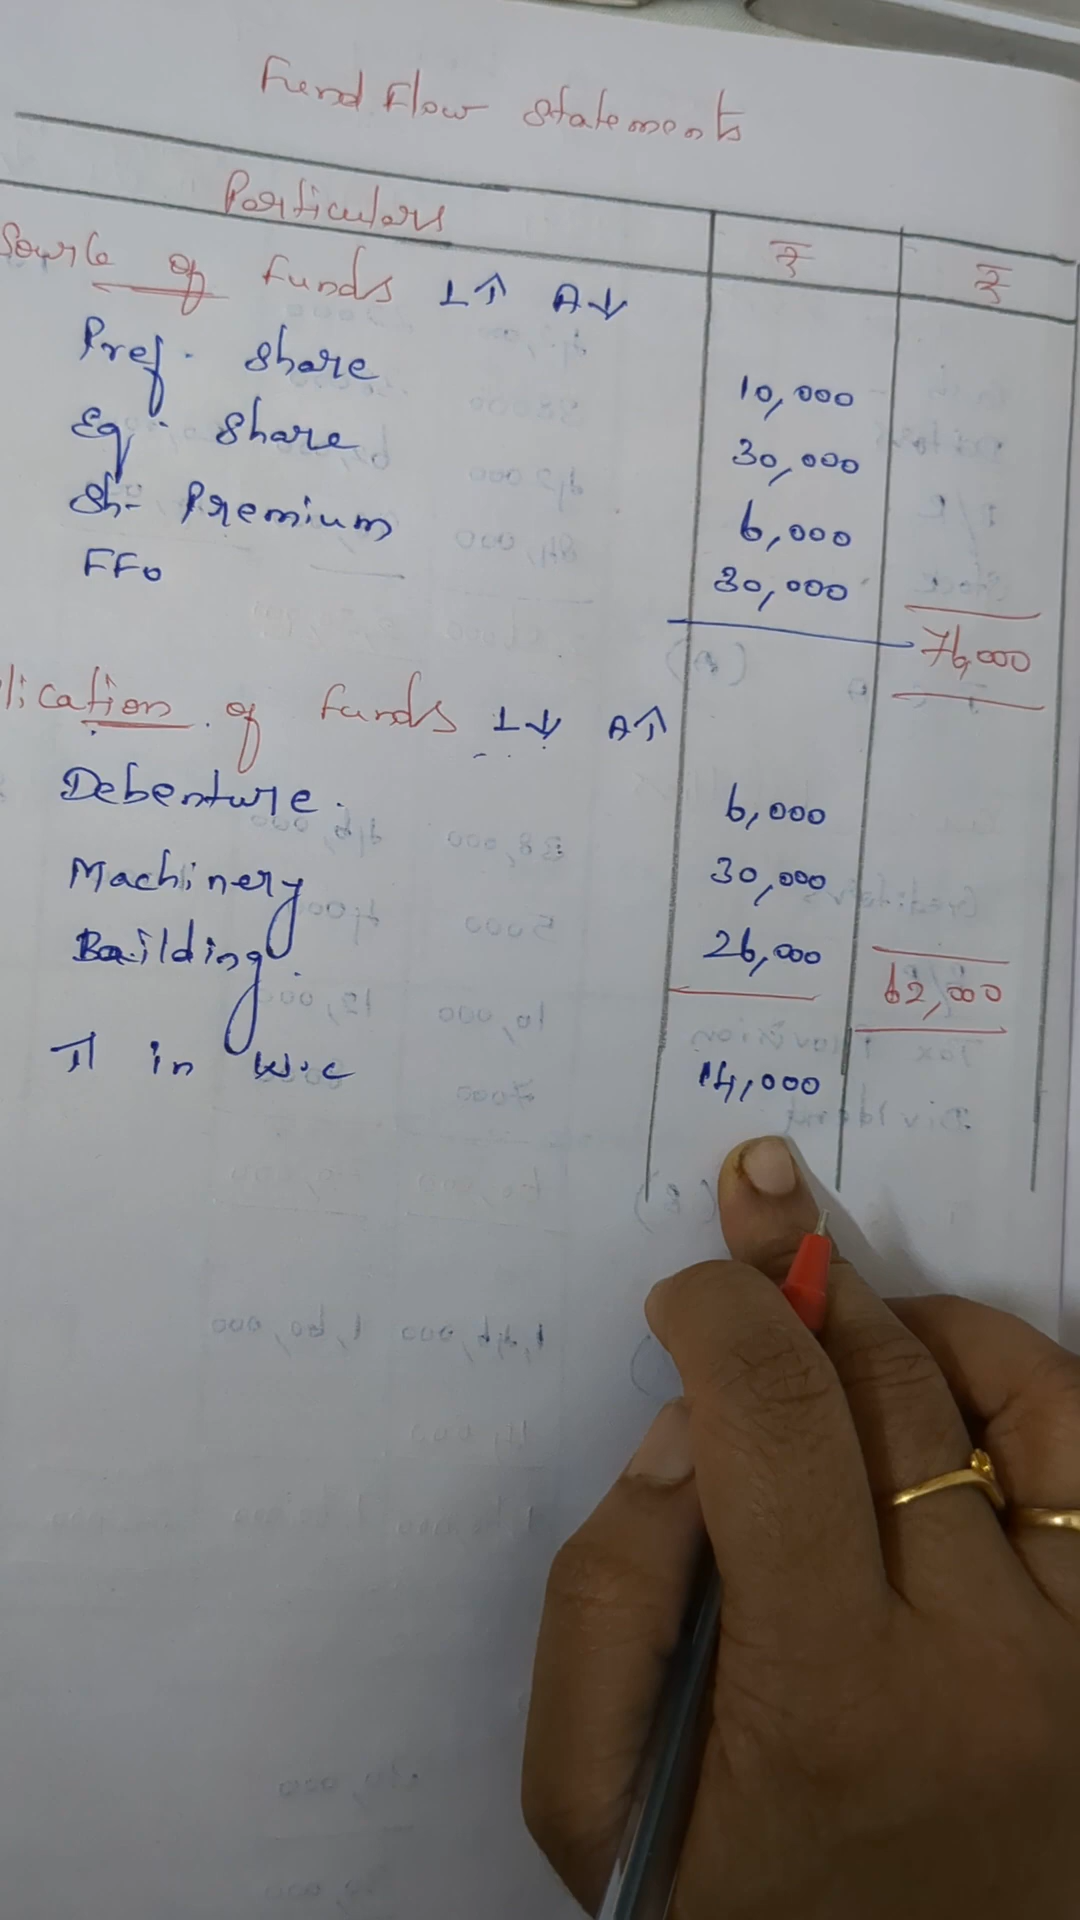 Fund Flow Statements
Particulars ₹ ₹
Source of Funds L↑ A↓
Pref. Share 10,000
Eq. Share 30,000
Sh- Premium 6,000
FFO 30,000
76,000
lication of funds L↓ A↑
Debenture. 6,000
Machinery 30,000
Building 26,000
62,000
↑ in W.C 14,000